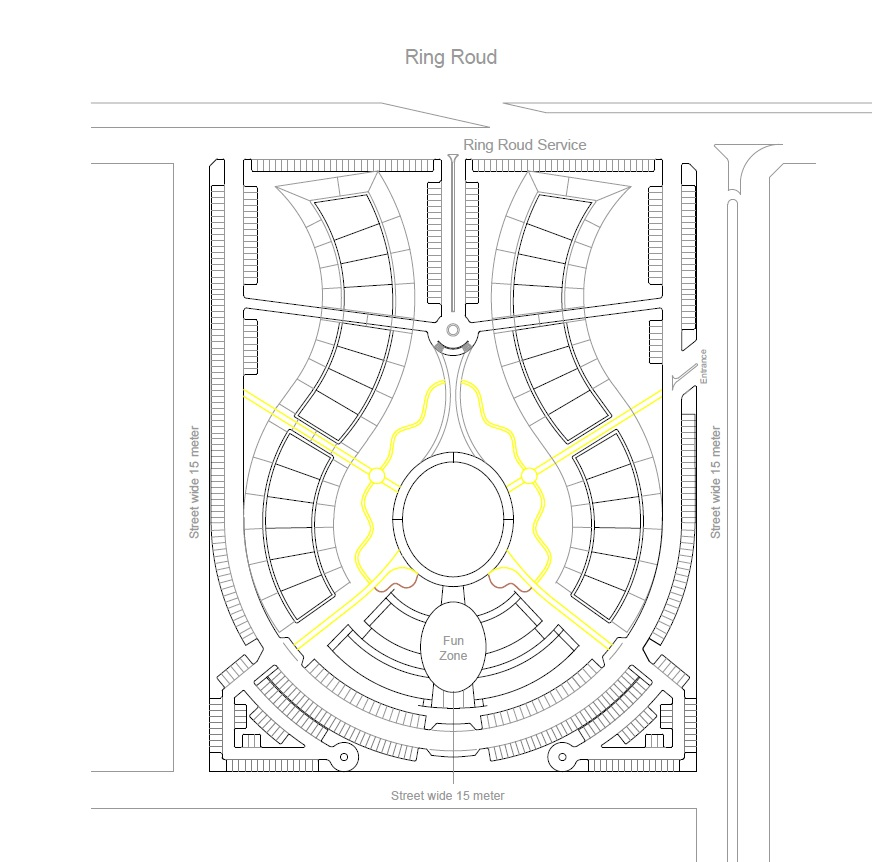 Ring Roud
Ring Roud Service
Entrance
Street wide 15 meter
Street wide 15 meter
Fun
Zone
Street wide 15 meter